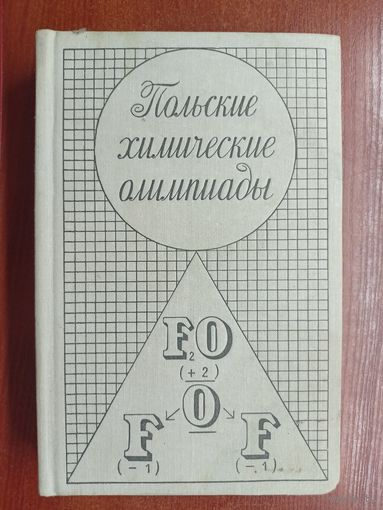 Польские
химические
олимпиады
F₂O
(+2)
F O F
(-1) (-1)